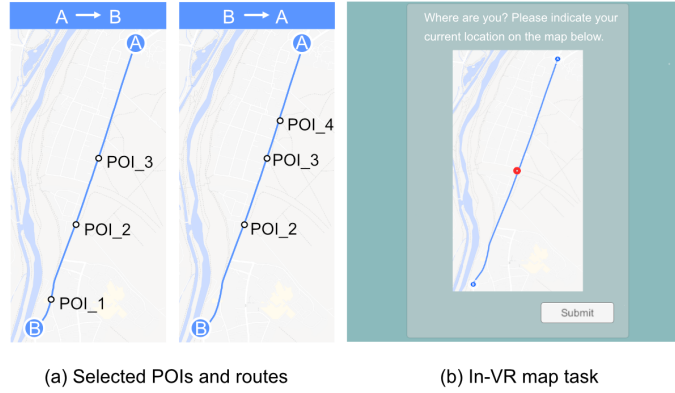 A → B
A
POI_3
POI_2
POI_1
B
B → A
A
POI_4
POI_3
POI_2
B
Where are you? Please indicate your
current location on the map below.
Submit
(a) Selected POIs and routes
(b) In-VR map task